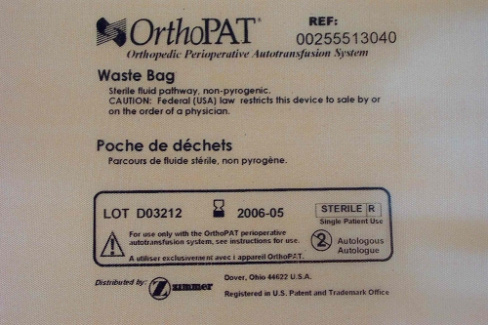 OrthoPAT®
REF:
00255513040
Orthopedic Perioperative Autotransfusion System
Waste Bag
Sterile fluid pathway, non-pyrogenic.
CAUTION: Federal (USA) law restricts this device to sale by or
on the order of a physician.
Poche de déchets
Parcours de fluide stérile, non pyrogène.
LOT D03212
2006-05
STERILE R
Single Patient Use
For use only with the OrthoPAT perioperative
autotransfusion system, see instructions for use.
2
Autologous
Autologue
A utiliser exclusivement avec l appareil OrthoPAT.
Distributed by:
Zimmer
Dover, Ohio 44622 U.S.A.
Registered in U.S. Patent and Trademark Office